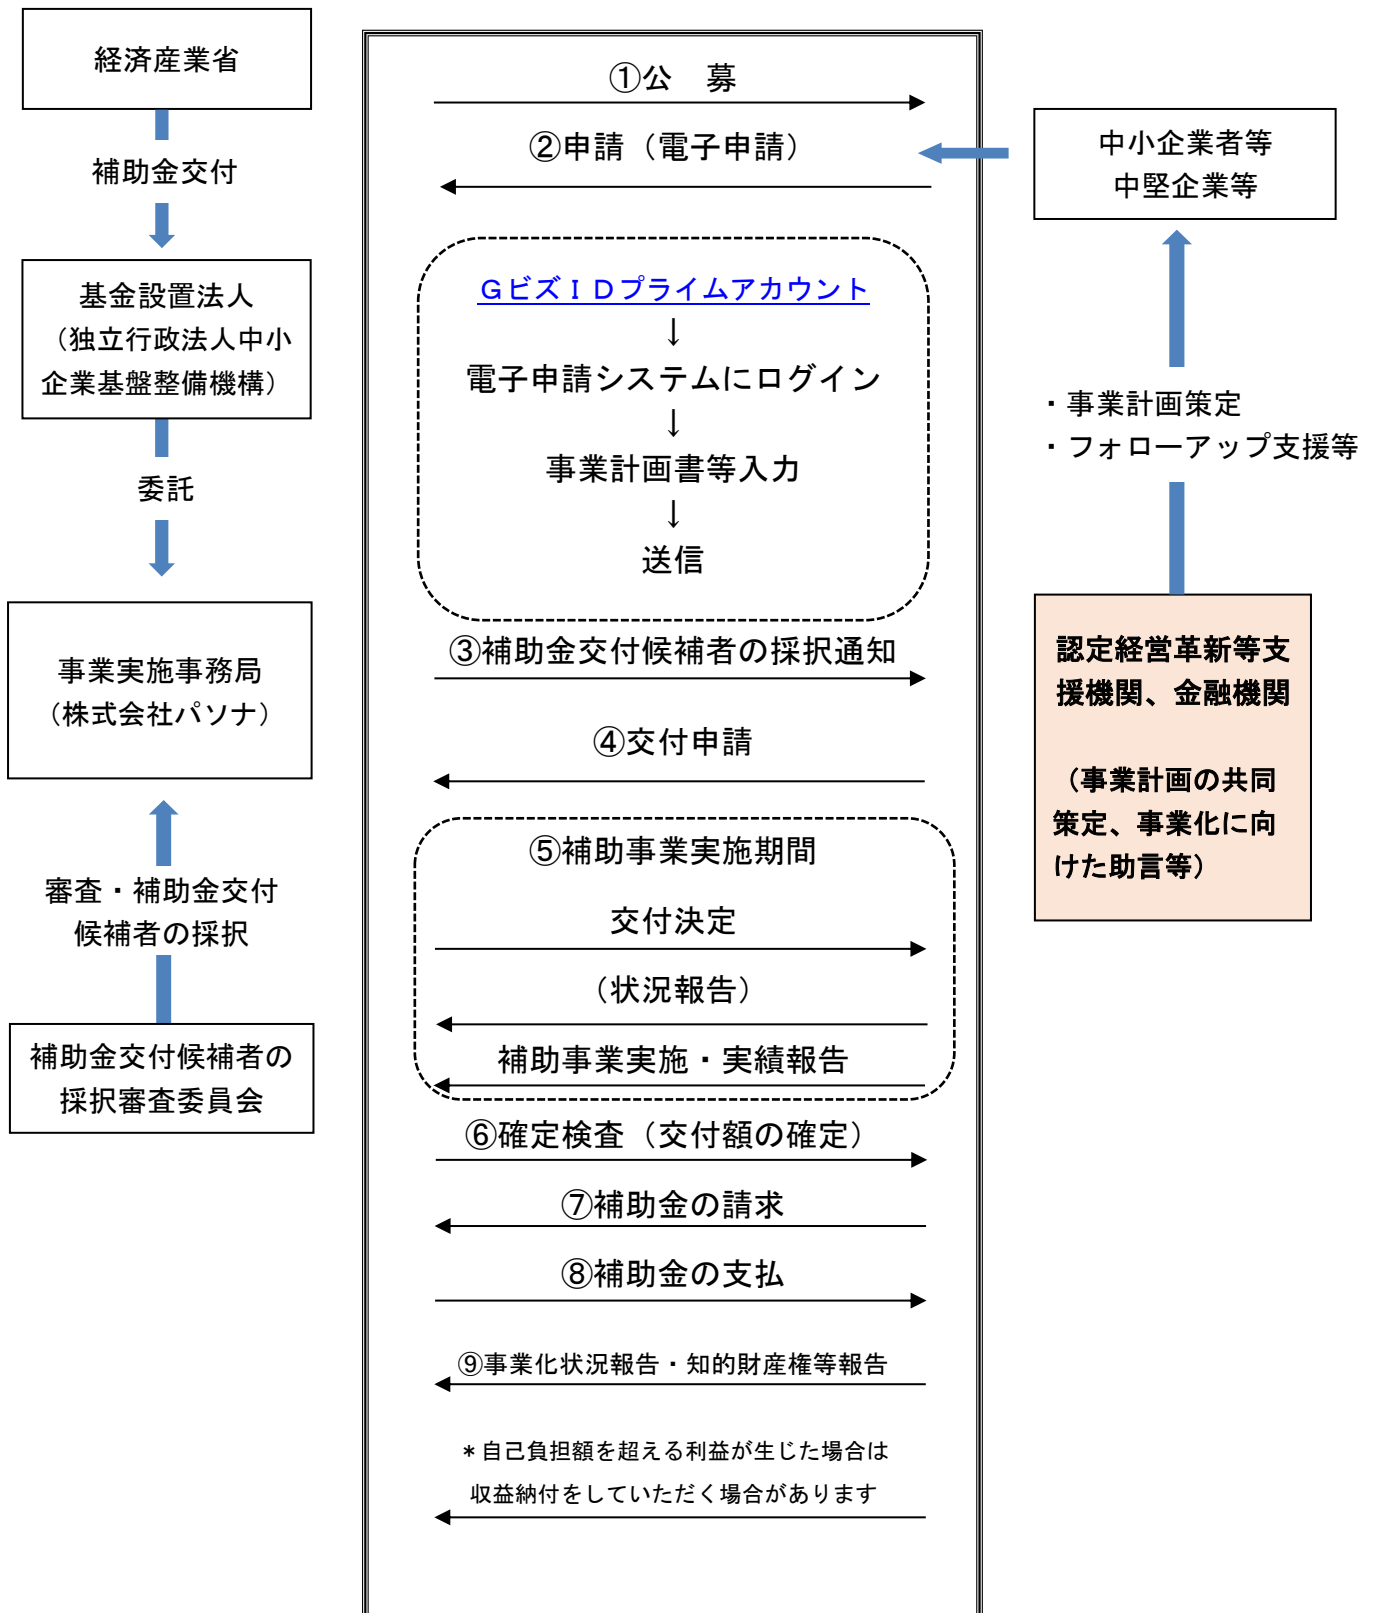 経済産業省
補助金交付
基金設置法人
（独立行政法人中小
企業基盤整備機構）
委託
事業実施事務局
（株式会社パソナ）
審査・補助金交付
候補者の採択
補助金交付候補者の
採択審査委員会
①公　募
②申請（電子申請）
ＧビズＩＤプライムアカウント
↓
電子申請システムにログイン
↓
事業計画書等入力
↓
送信
③補助金交付候補者の採択通知
④交付申請
⑤補助事業実施期間
交付決定
（状況報告）
補助事業実施・実績報告
⑥確定検査（交付額の確定）
⑦補助金の請求
⑧補助金の支払
⑨事業化状況報告・知的財産権等報告
＊自己負担額を超える利益が生じた場合は
収益納付をしていただく場合があります
中小企業者等
中堅企業等
・事業計画策定
・フォローアップ支援等
認定経営革新等支
援機関、金融機関
（事業計画の共同
策定、事業化に向
けた助言等）